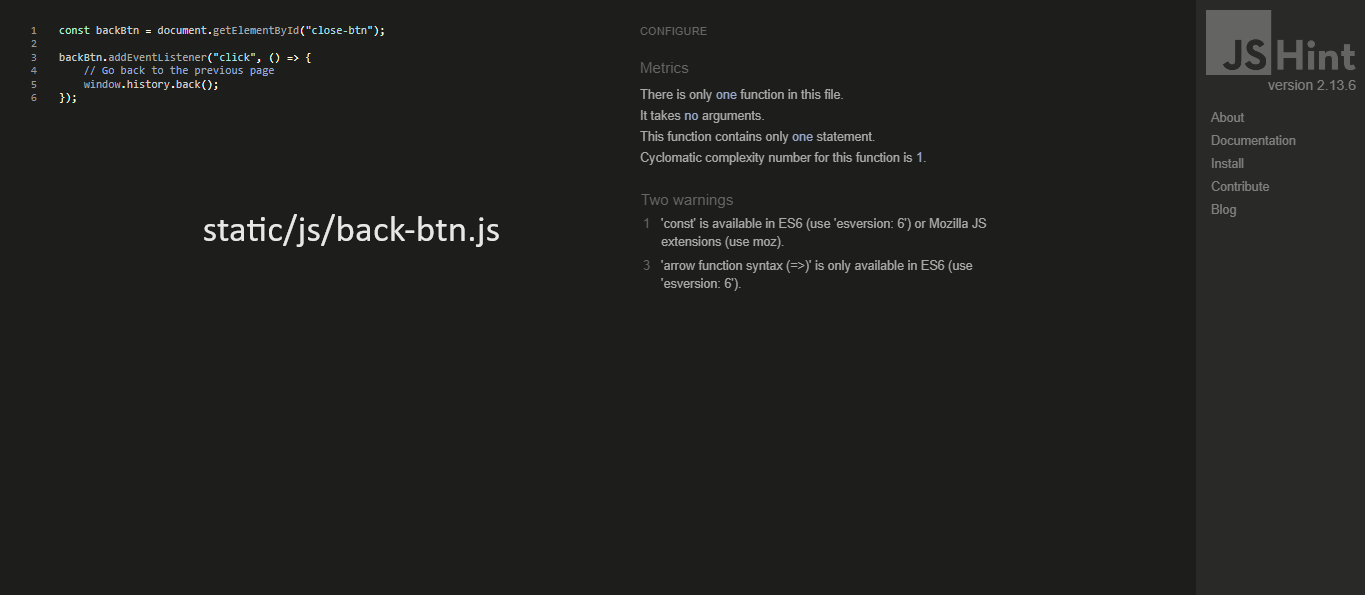 1 const backBtn = document.getElementById("close-btn");
2
3 backBtn.addEventListener("click", () => {
4 // Go back to the previous page
5 window.history.back();
6 });
static/js/back-btn.js
CONFIGURE
Metrics
There is only one function in this file.
It takes no arguments.
This function contains only one statement.
Cyclomatic complexity number for this function is 1.
Two warnings
1 'const' is available in ES6 (use 'esversion: 6') or Mozilla JS
extensions (use moz).
3 'arrow function syntax (=>)' is only available in ES6 (use
'esversion: 6').
JSHint
version 2.13.6
About
Documentation
Install
Contribute
Blog